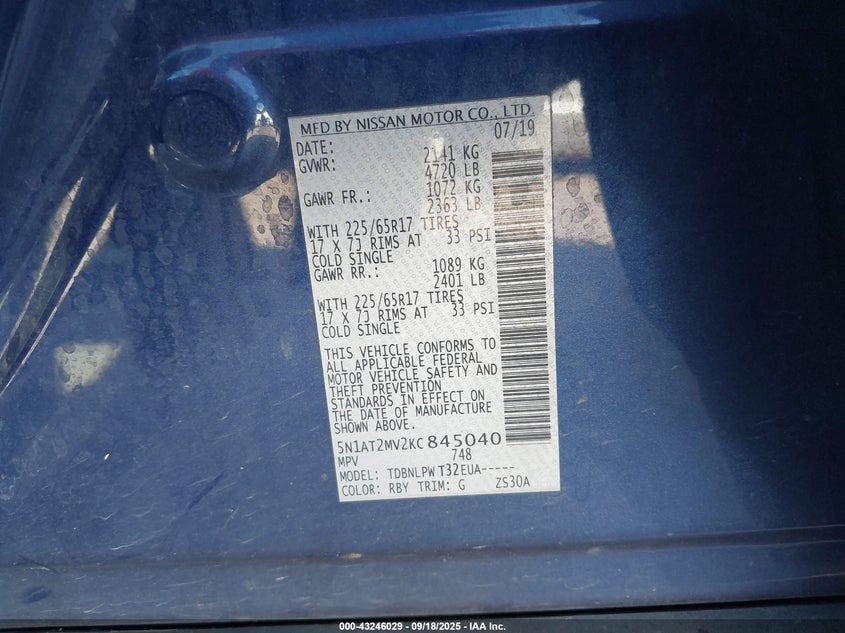 MFD BY NISSAN MOTOR CO., LTD.
DATE: 07/19
GVWR: 2141 KG
4720 LB
GAWR FR.: 1072 KG
2363 LB
WITH 225/65R17 TIRES
17 X 7J RIMS AT 33 PSI
COLD SINGLE
GAWR RR.: 1089 KG
2401 LB
WITH 225/65R17 TIRES
17 X 7J RIMS AT 33 PSI
COLD SINGLE
THIS VEHICLE CONFORMS TO
ALL APPLICABLE FEDERAL
MOTOR VEHICLE SAFETY AND
THEFT PREVENTION
STANDARDS IN EFFECT ON
THE DATE OF MANUFACTURE
SHOWN ABOVE.
5N1AT2MV2KC845040
MPV 748
MODEL: TDBNLPW T32EUA-----
COLOR: RBY TRIM: G ZS30A
000-43246029 - 09/18/2025 - IAA Inc.